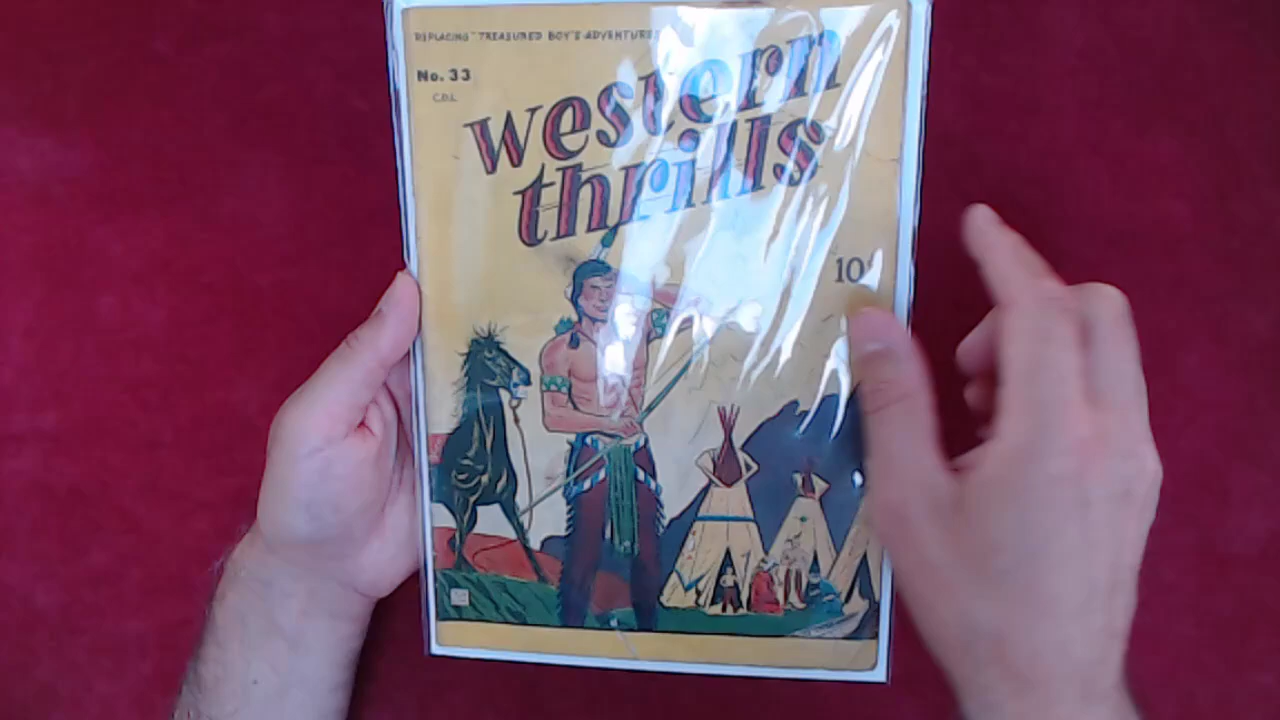 REPLACING "TREASURED BOY'S ADVENTURES
No. 33
C.D.L
western
thrills
10¢